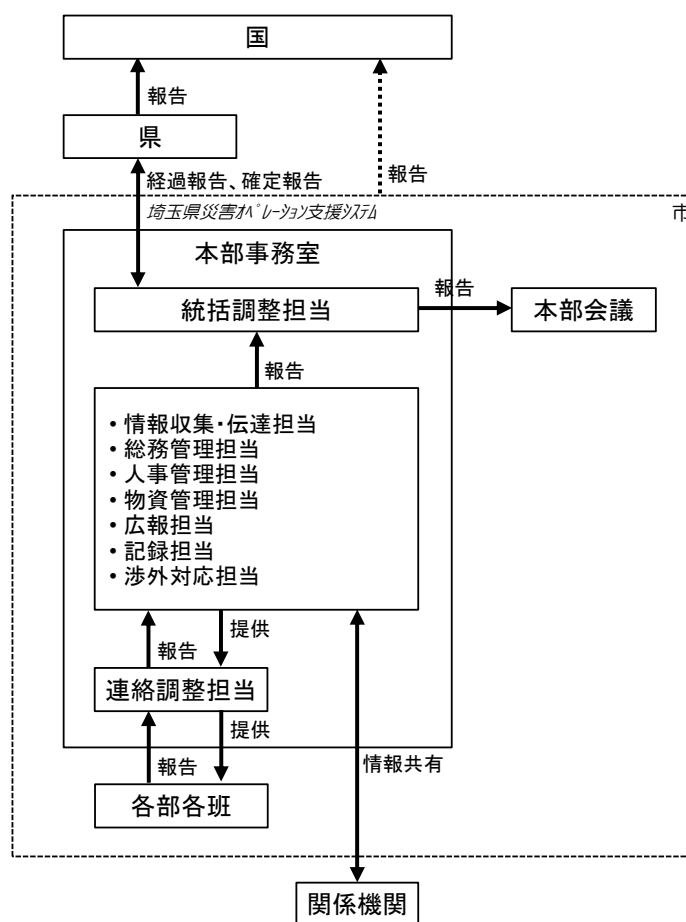 国
報告
県
経過報告、確定報告
報告
埼玉県災害ｵﾍﾟﾚｰｼｮﾝ支援ｼｽﾃﾑ
市
本部事務室
統括調整担当
報告
本部会議
報告
・情報収集・伝達担当
・総務管理担当
・人事管理担当
・物資管理担当
・広報担当
・記録担当
・渉外対応担当
提供
報告
連絡調整担当
提供
報告
情報共有
各部各班
関係機関